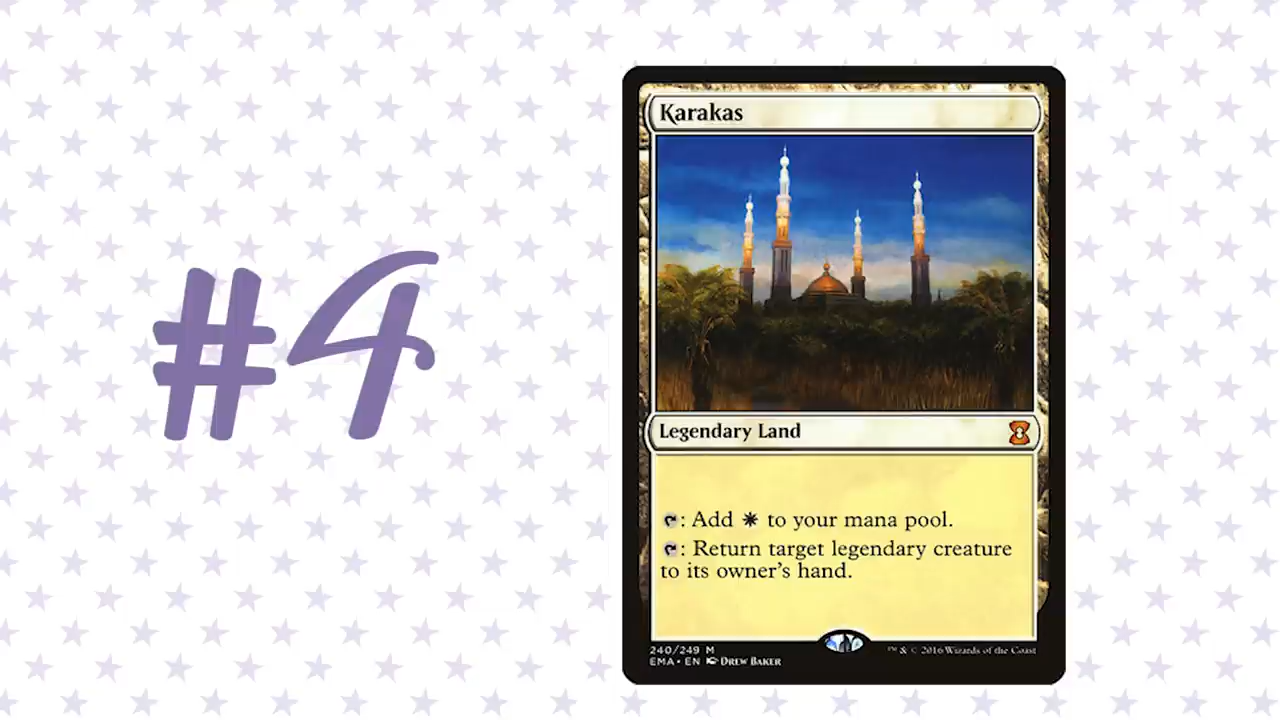 #4
Karakas
Legendary Land
: Add to your mana pool.
: Return target legendary creature
to its owner's hand.
240/249 M
EMA • EN DREW BAKER
™ & © 2016 Wizards of the Coast